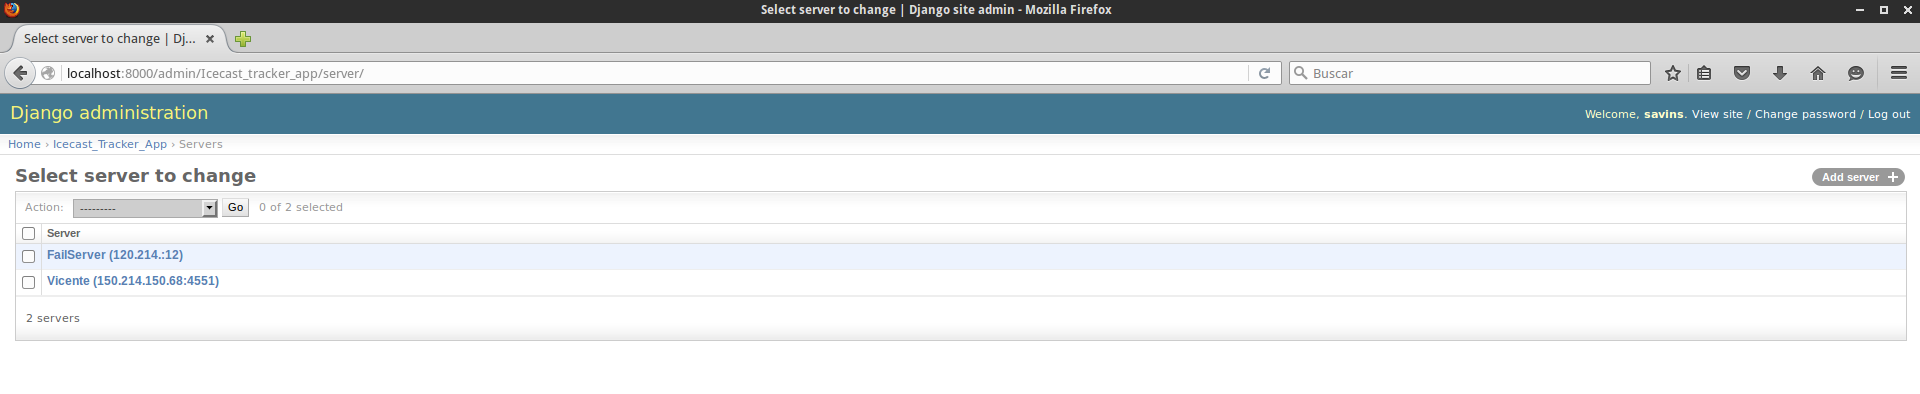 Select server to change | Django site admin - Mozilla Firefox
Select server to change | Dj...
localhost:8000/admin/Icecast_tracker_app/server/
Buscar
Django administration
Welcome, savins. View site / Change password / Log out
Home › Icecast_Tracker_App › Servers
Select server to change
Add server +
Action: --------- Go 0 of 2 selected
Server
FailServer (120.214.:12)
Vicente (150.214.150.68:4551)
2 servers